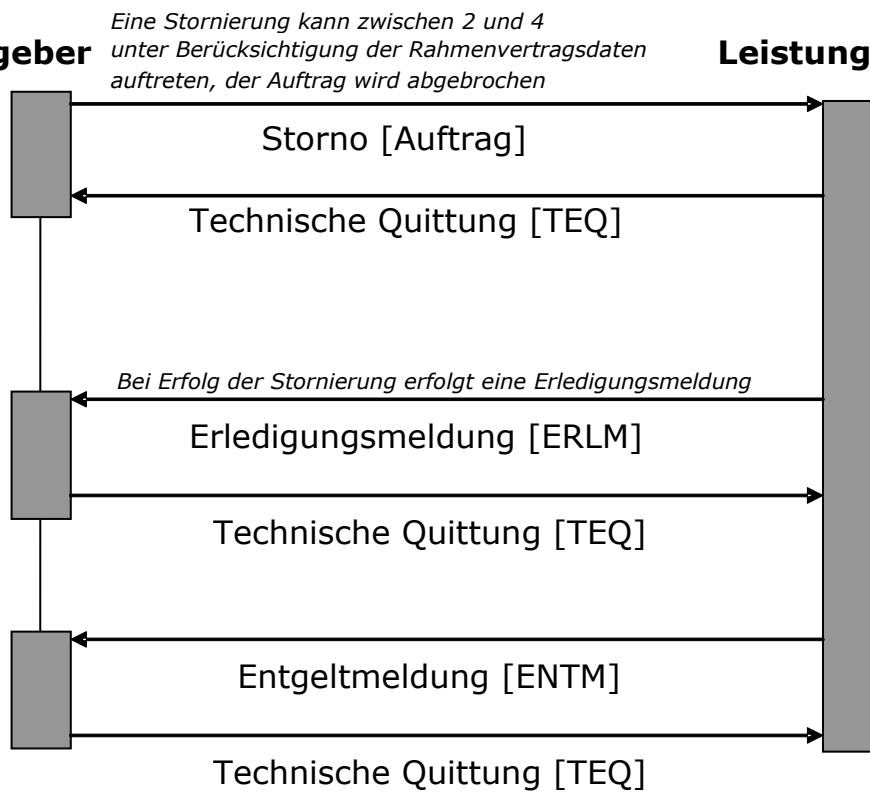 Eine Stornierung kann zwischen 2 und 4
geber unter Berücksichtigung der Rahmenvertragsdaten Leistung
auftreten, der Auftrag wird abgebrochen
Storno [Auftrag]
Technische Quittung [TEQ]
Bei Erfolg der Stornierung erfolgt eine Erledigungsmeldung
Erledigungsmeldung [ERLM]
Technische Quittung [TEQ]
Entgeltmeldung [ENTM]
Technische Quittung [TEQ]